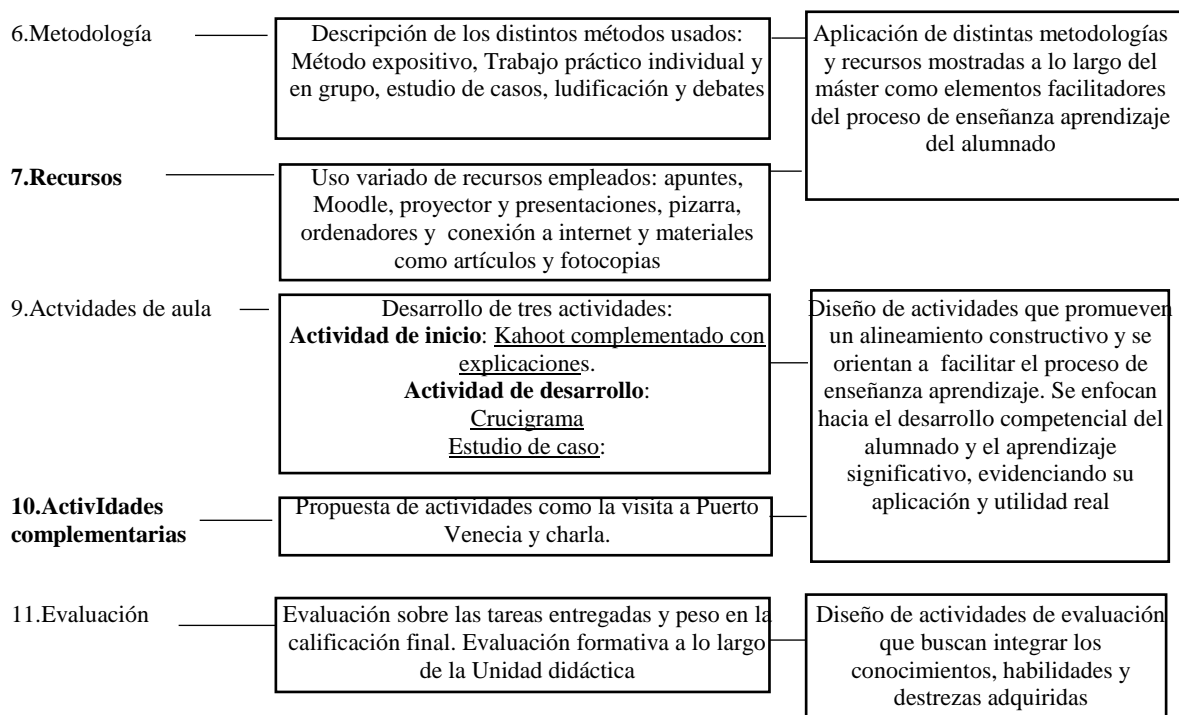 6.Metodología
Descripción de los distintos métodos usados:
Método expositivo, Trabajo práctico individual y
en grupo, estudio de casos, ludificación y debates
Aplicación de distintas metodologías
y recursos mostradas a lo largo del
máster como elementos facilitadores
del proceso de enseñanza aprendizaje
del alumnado
7.Recursos
Uso variado de recursos empleados: apuntes,
Moodle, proyector y presentaciones, pizarra,
ordenadores y conexión a internet y materiales
como artículos y fotocopias
9.Actvidades de aula
Desarrollo de tres actividades:
Actividad de inicio: Kahoot complementado con
explicaciones.
Actividad de desarrollo:
Crucigrama
Estudio de caso:
Diseño de actividades que promueven
un alineamiento constructivo y se
orientan a facilitar el proceso de
enseñanza aprendizaje. Se enfocan
hacia el desarrollo competencial del
alumnado y el aprendizaje
significativo, evidenciando su
aplicación y utilidad real
10.ActivIdades
complementarias
Propuesta de actividades como la visita a Puerto
Venecia y charla.
11.Evaluación
Evaluación sobre las tareas entregadas y peso en la
calificación final. Evaluación formativa a lo largo
de la Unidad didáctica
Diseño de actividades de evaluación
que buscan integrar los
conocimientos, habilidades y
destrezas adquiridas